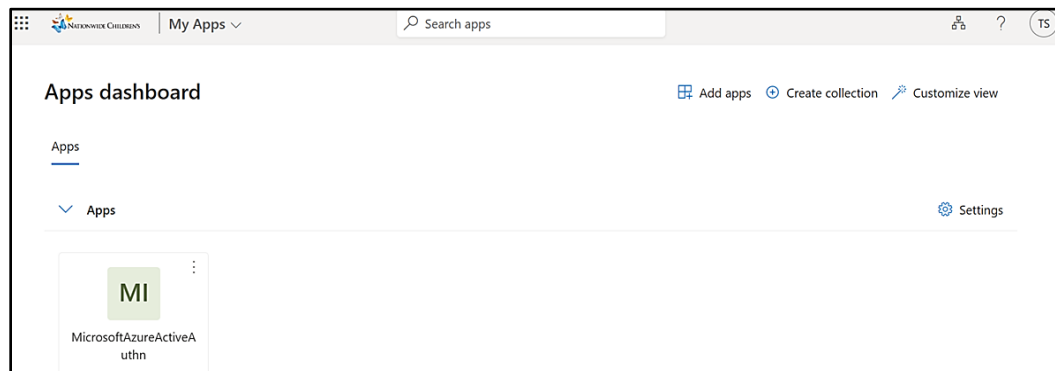 NATIONWIDE CHILDREN'S My Apps Search apps ? TS
Apps dashboard Add apps Create collection Customize view
Apps
Apps Settings
MI
MicrosoftAzureActiveA
uthn